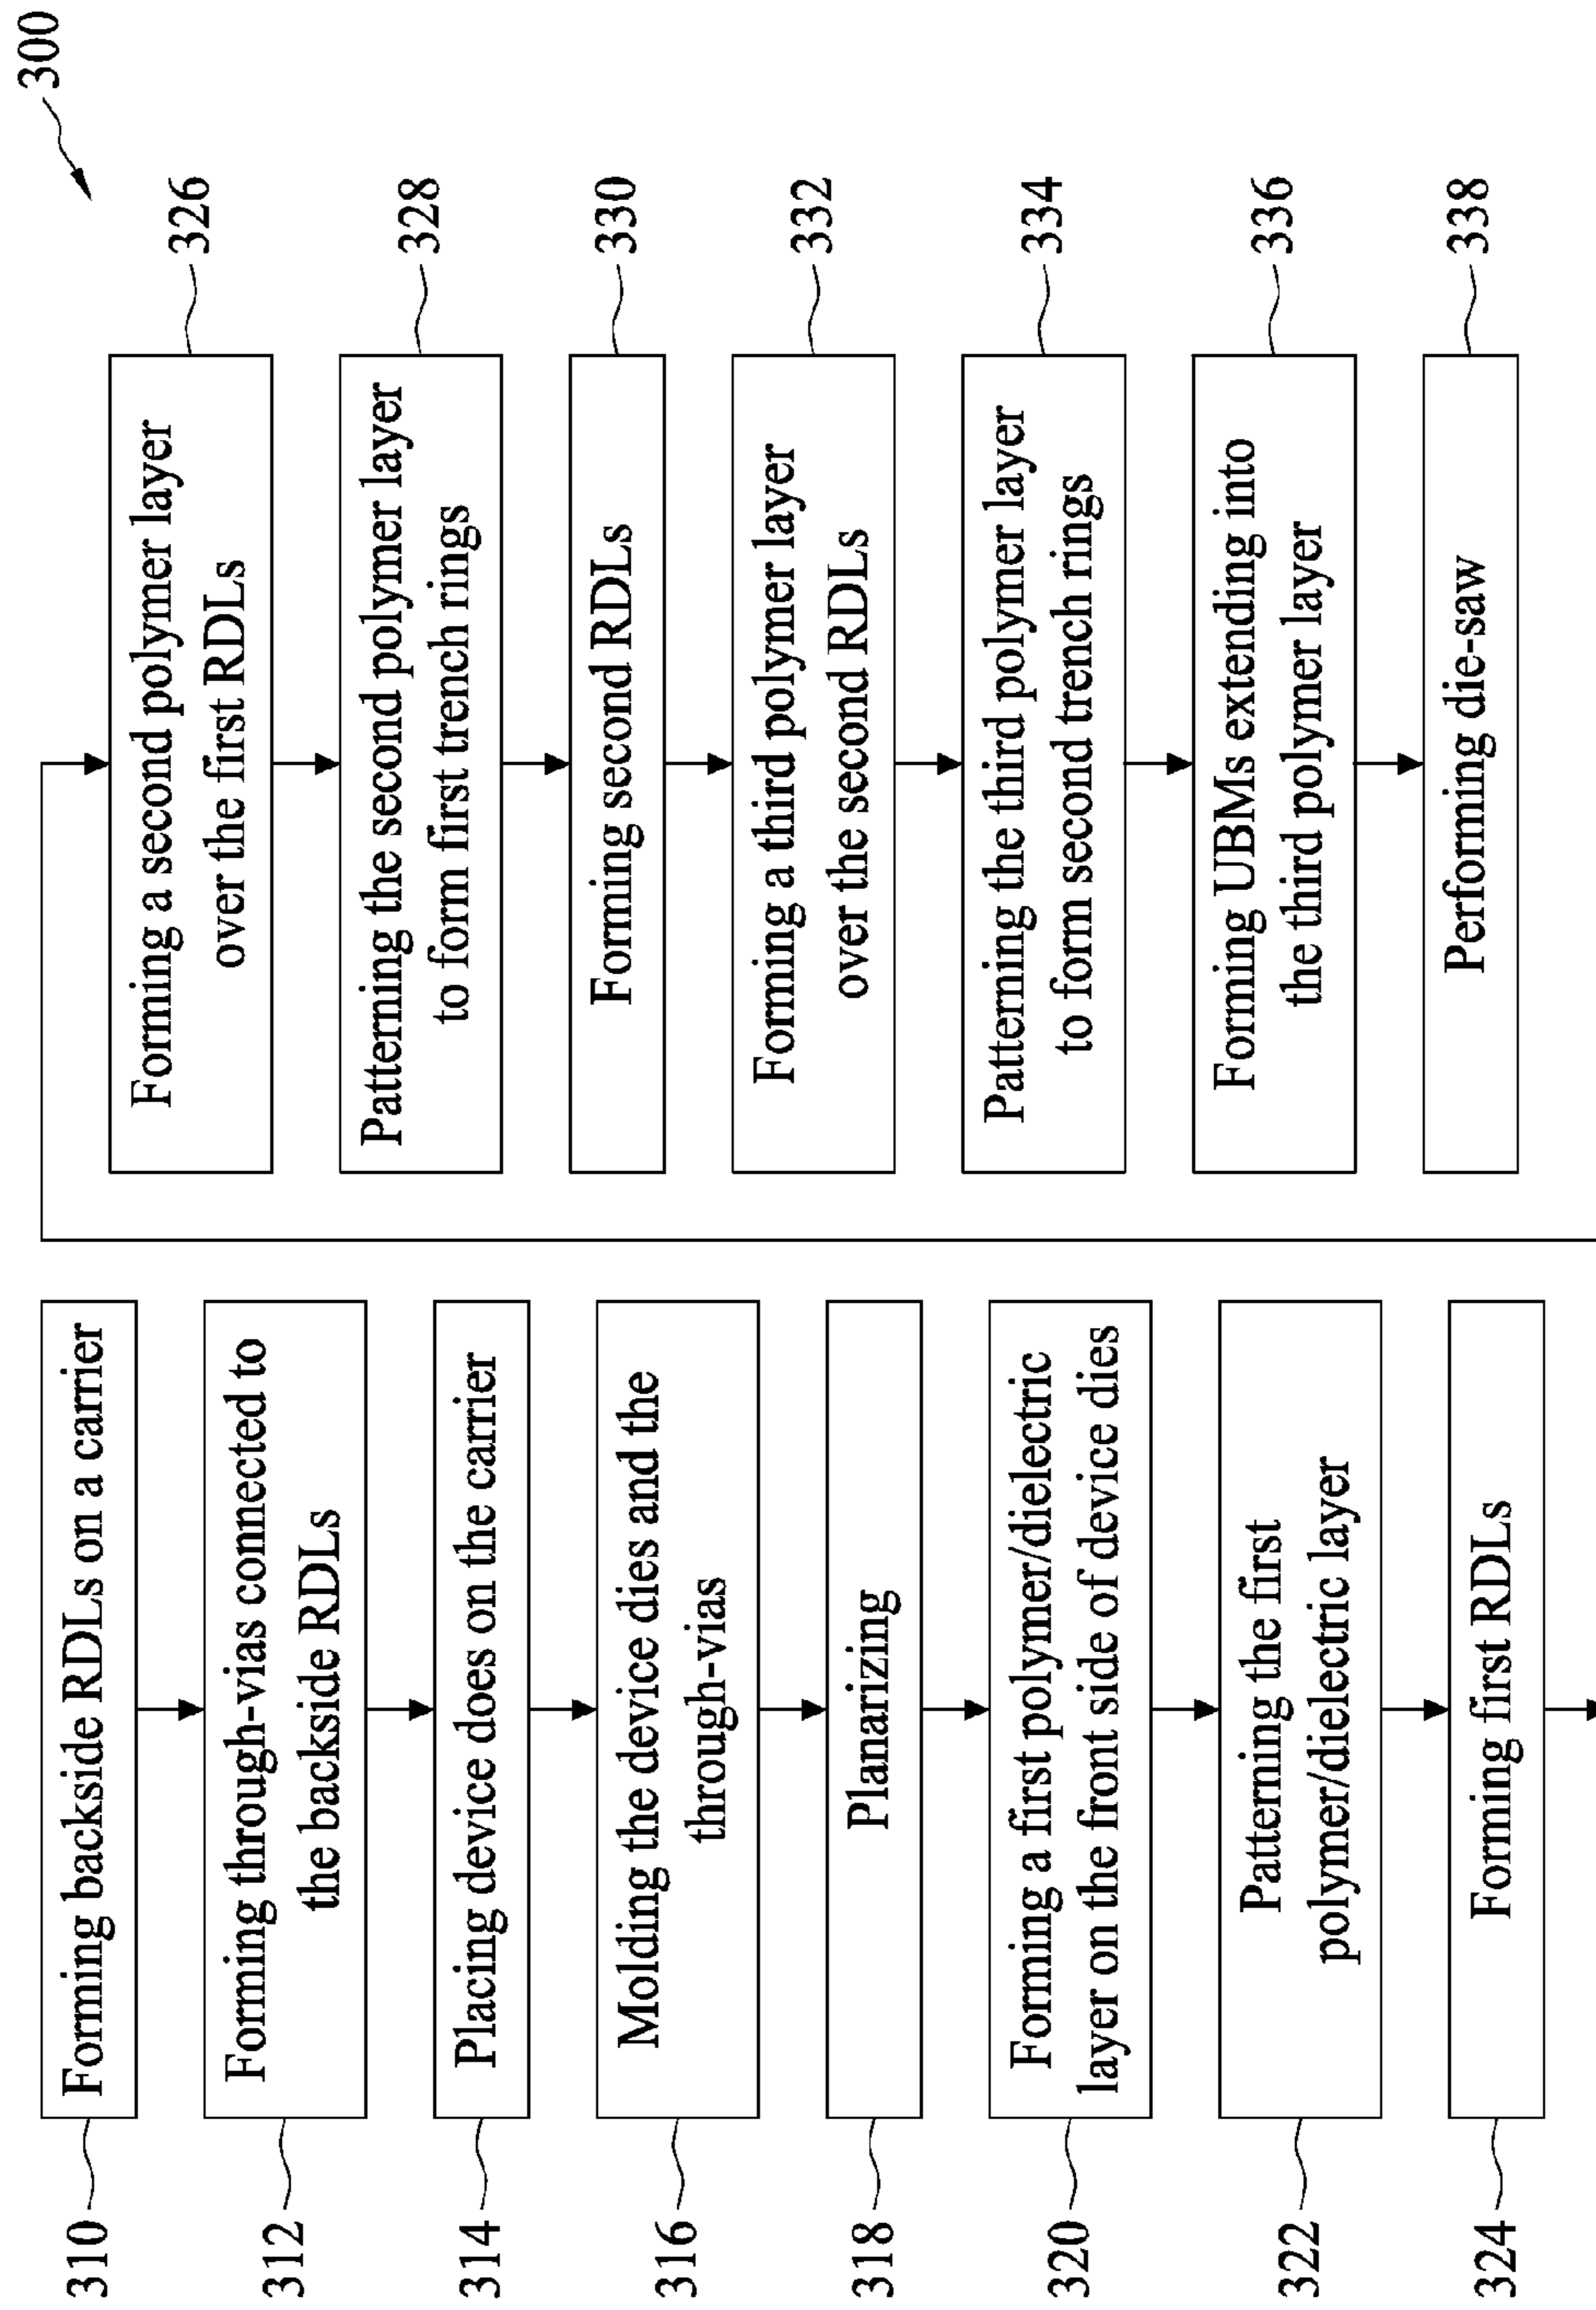 300
310
Forming backside RDLs on a carrier
312
Forming through-vias connected to
the backside RDLs
314
Placing device does on the carrier
316
Molding the device dies and the
through-vias
318
Planarizing
320
Forming a first polymer/dielectric
layer on the front side of device dies
322
Patterning the first
polymer/dielectric layer
324
Forming first RDLs
326
Forming a second polymer layer
over the first RDLs
328
Patterning the second polymer layer
to form first trench rings
330
Forming second RDLs
332
Forming a third polymer layer
over the second RDLs
334
Patterning the third polymer layer
to form second trench rings
336
Forming UBMs extending into
the third polymer layer
338
Performing die-saw